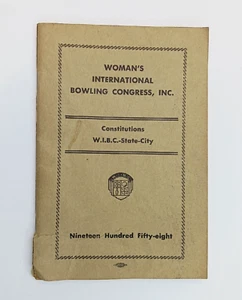 WOMAN'S
INTERNATIONAL
BOWLING CONGRESS, INC.
Constitutions
W.I.B.C.-State-City
Nineteen Hundred Fifty-eight